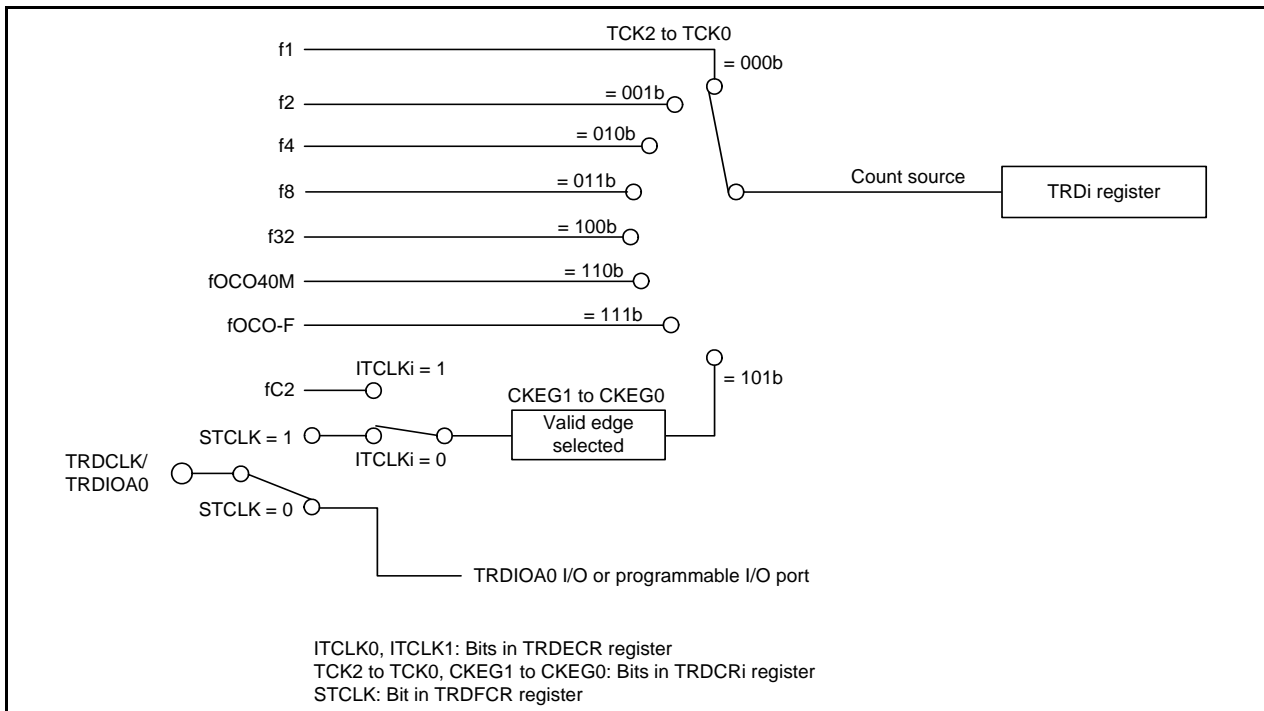 TCK2 to TCK0
f1
= 000b
f2
= 001b
f4
= 010b
f8
= 011b
Count source
TRDi register
f32
= 100b
fOCO40M
= 110b
fOCO-F
= 111b
fC2
ITCLKi = 1
= 101b
CKEG1 to CKEG0
Valid edge
selected
STCLK = 1
ITCLKi = 0
TRDCLK/
TRDIOA0
STCLK = 0
TRDIOA0 I/O or programmable I/O port
ITCLK0, ITCLK1: Bits in TRDECR register
TCK2 to TCK0, CKEG1 to CKEG0: Bits in TRDCRi register
STCLK: Bit in TRDFCR register